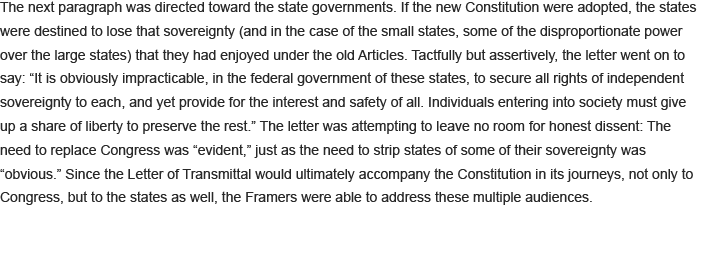 The next paragraph was directed toward the state governments. If the new Constitution were adopted, the states
were destined to lose that sovereignty (and in the case of the small states, some of the disproportionate power
over the large states) that they had enjoyed under the old Articles. Tactfully but assertively, the letter went on to
say: “It is obviously impracticable, in the federal government of these states, to secure all rights of independent
sovereignty to each, and yet provide for the interest and safety of all. Individuals entering into society must give
up a share of liberty to preserve the rest.” The letter was attempting to leave no room for honest dissent: The
need to replace Congress was “evident,” just as the need to strip states of some of their sovereignty was
“obvious.” Since the Letter of Transmittal would ultimately accompany the Constitution in its journeys, not only to
Congress, but to the states as well, the Framers were able to address these multiple audiences.